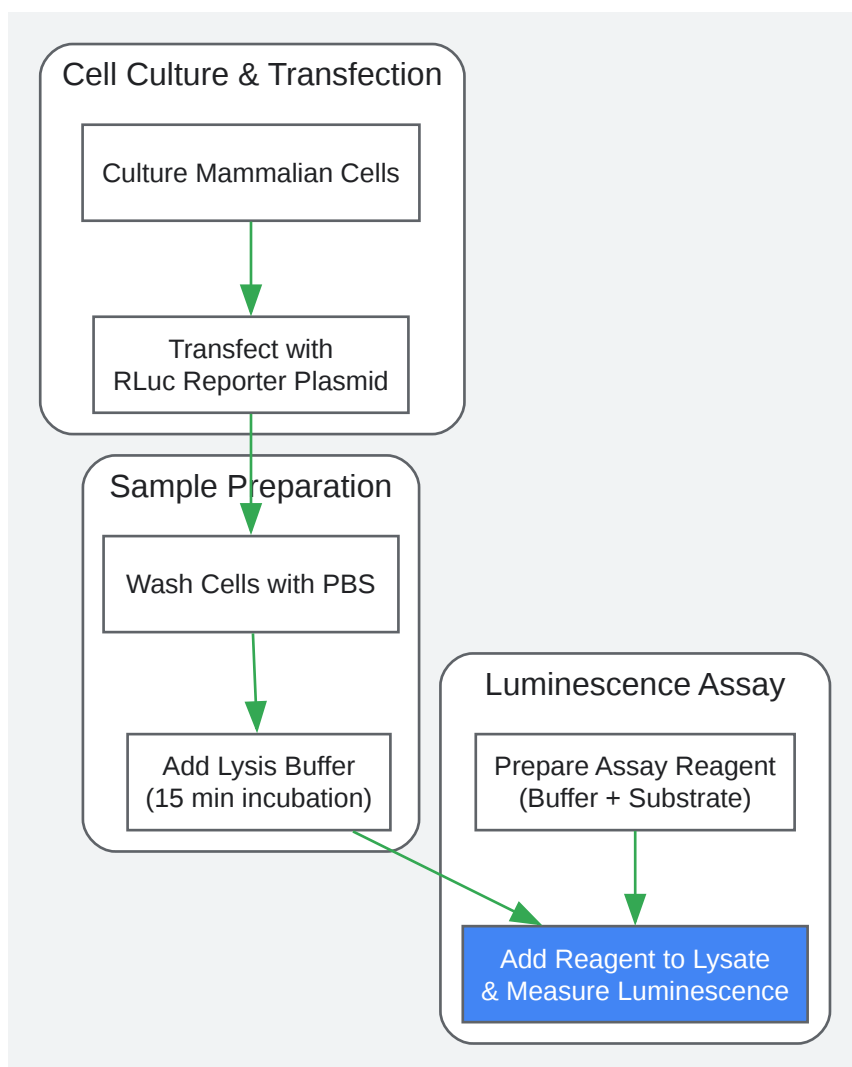 Cell Culture & Transfection
Culture Mammalian Cells
Transfect with
RLuc Reporter Plasmid
Sample Preparation
Wash Cells with PBS
Add Lysis Buffer
(15 min incubation)
Luminescence Assay
Prepare Assay Reagent
(Buffer + Substrate)
Add Reagent to Lysate
& Measure Luminescence